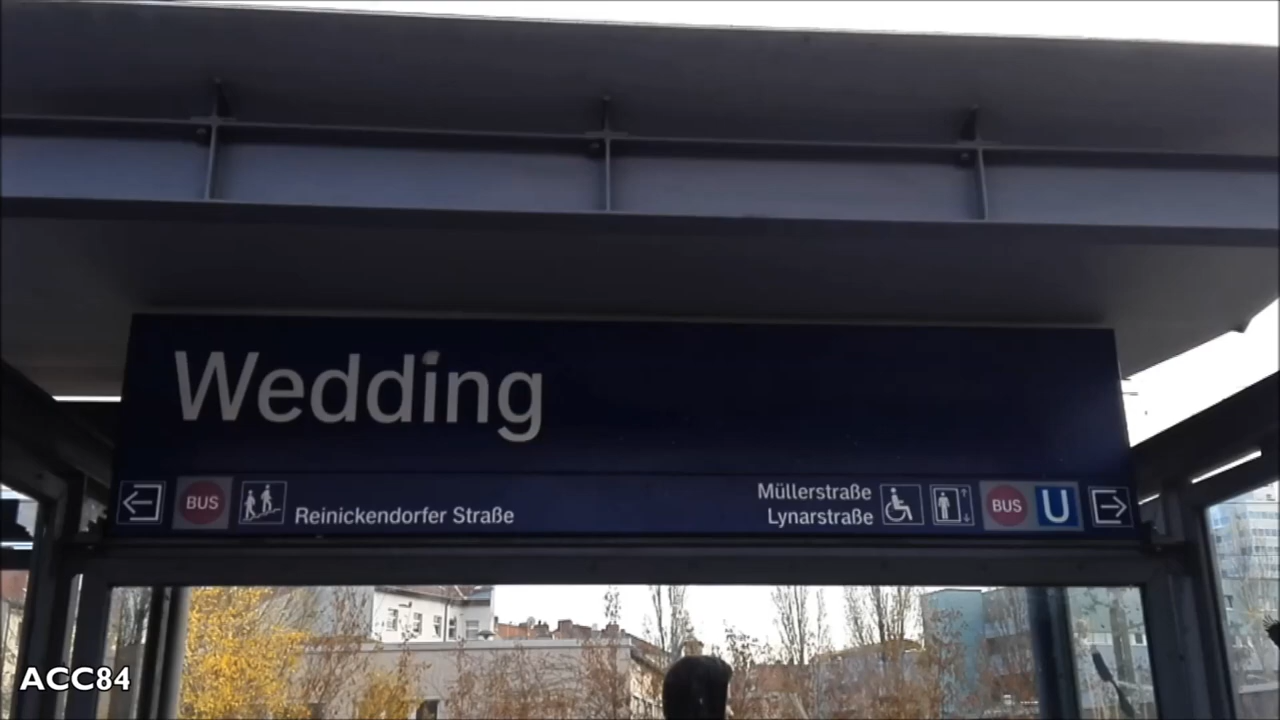 Wedding
BUS Reinickendorfer Straße
Müllerstraße
Lynarstraße BUS U
ACC84